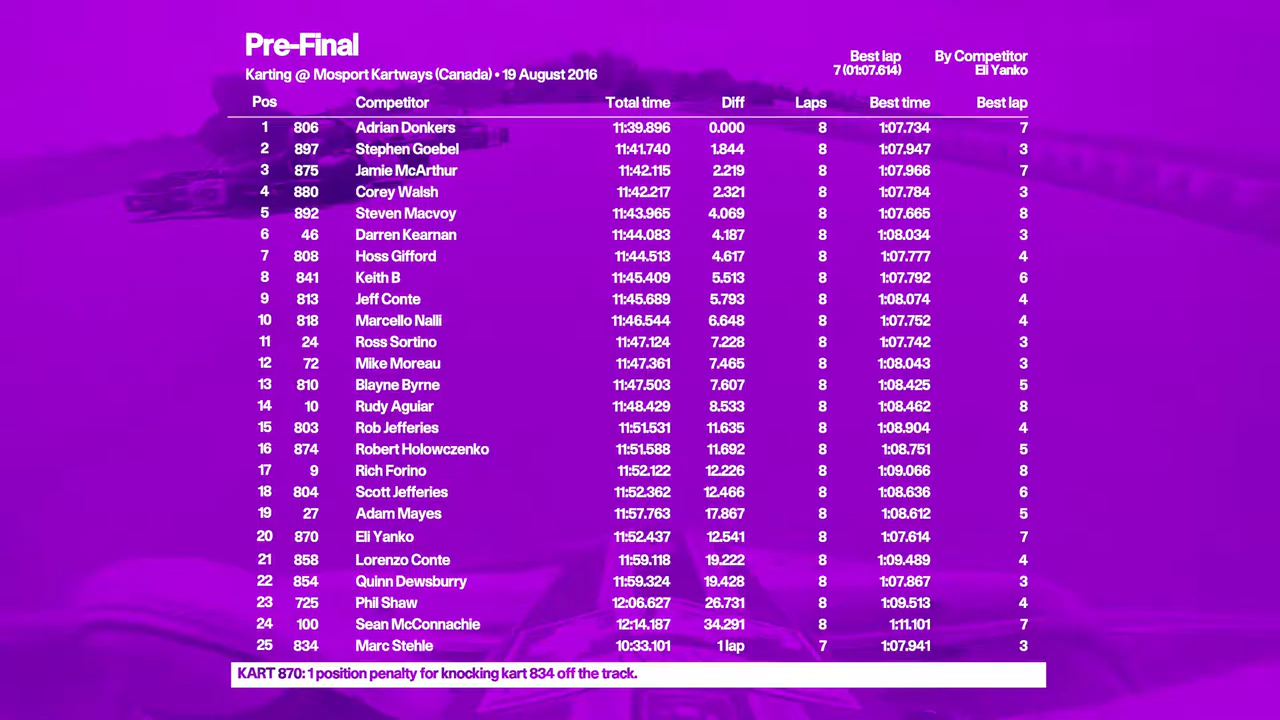 Pre-Final
Karting @ Mosport Kartways (Canada) • 19 August 2016
Best lap By Competitor
7 (01:07.614) Eli Yanko
Pos Competitor Total time Diff Laps Best time Best lap
1 806 Adrian Donkers 11:39.896 0.000 8 1:07.734 7
2 897 Stephen Goebel 11:41.740 1.844 8 1:07.947 3
3 875 Jamie McArthur 11:42.115 2.219 8 1:07.966 7
4 880 Corey Walsh 11:42.217 2.321 8 1:07.784 3
5 892 Steven Macvoy 11:43.965 4.069 8 1:07.665 8
6 46 Darren Kearnan 11:44.083 4.187 8 1:08.034 3
7 808 Hoss Gifford 11:44.513 4.617 8 1:07.777 4
8 841 Keith B 11:45.409 5.513 8 1:07.792 6
9 813 Jeff Conte 11:45.689 5.793 8 1:08.074 4
10 818 Marcello Nalli 11:46.544 6.648 8 1:07.752 4
11 24 Ross Sortino 11:47.124 7.228 8 1:07.742 3
12 72 Mike Moreau 11:47.361 7.465 8 1:08.043 3
13 810 Blayne Byrne 11:47.503 7.607 8 1:08.425 5
14 10 Rudy Aguiar 11:48.429 8.533 8 1:08.462 8
15 803 Rob Jefferies 11:51.531 11.635 8 1:08.904 4
16 874 Robert Holowczenko 11:51.588 11.692 8 1:08.751 5
17 9 Rich Forino 11:52.122 12.226 8 1:09.066 8
18 804 Scott Jefferies 11:52.362 12.466 8 1:08.636 6
19 27 Adam Mayes 11:57.763 17.867 8 1:08.612 5
20 870 Eli Yanko 11:52.437 12.541 8 1:07.614 7
21 858 Lorenzo Conte 11:59.118 19.222 8 1:09.489 4
22 854 Quinn Dewsburry 11:59.324 19.428 8 1:07.867 3
23 725 Phil Shaw 12:06.627 26.731 8 1:09.513 4
24 100 Sean McConnachie 12:14.187 34.291 8 1:11.101 7
25 834 Marc Stehle 10:33.101 1 lap 7 1:07.941 3
KART 870: 1 position penalty for knocking kart 834 off the track.